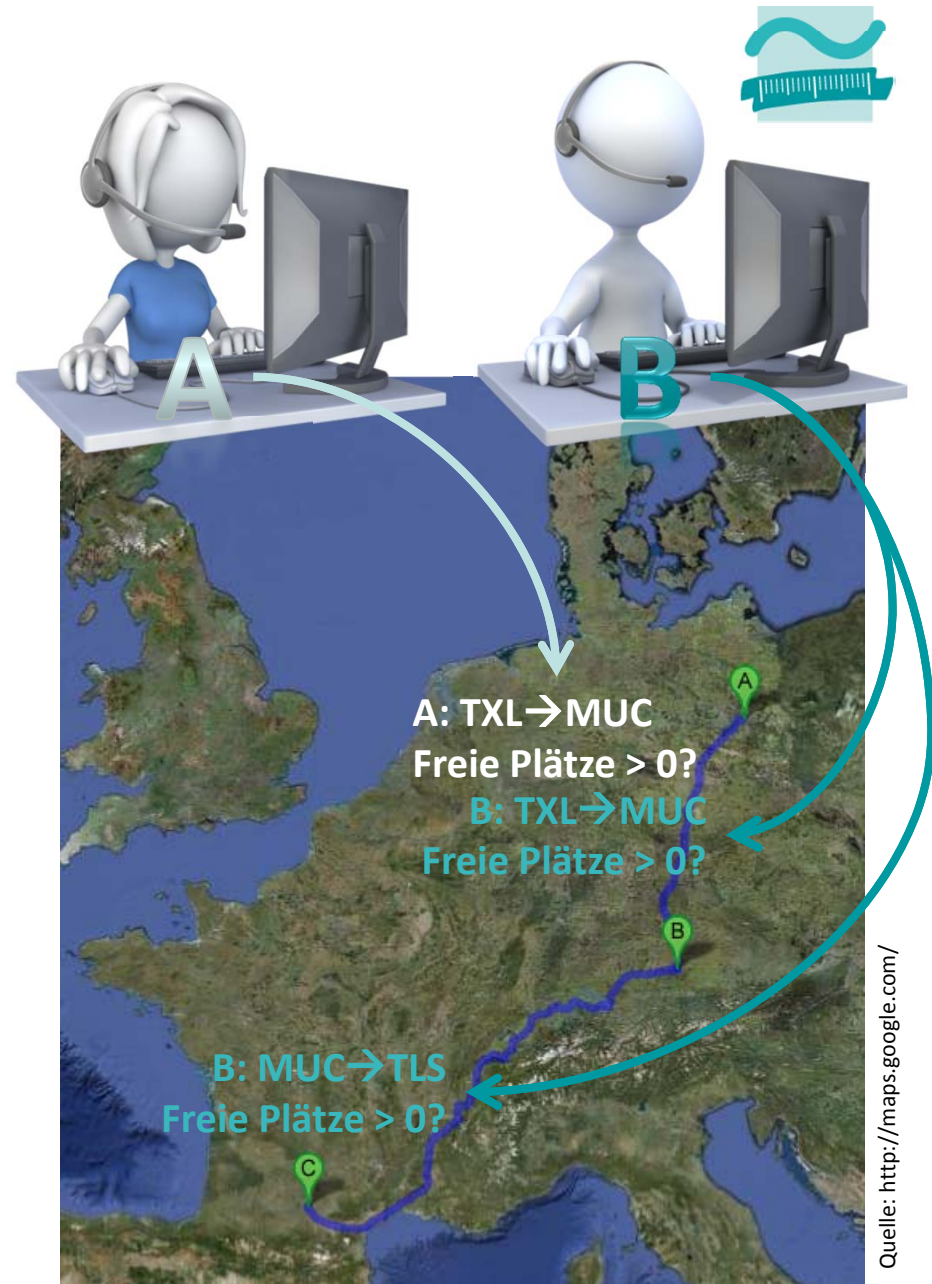 A
B
A: TXL→MUC
Freie Plätze > 0?
B: TXL→MUC
Freie Plätze > 0?
B: MUC→TLS
Freie Plätze > 0?
A
B
C
Quelle: http://maps.google.com/